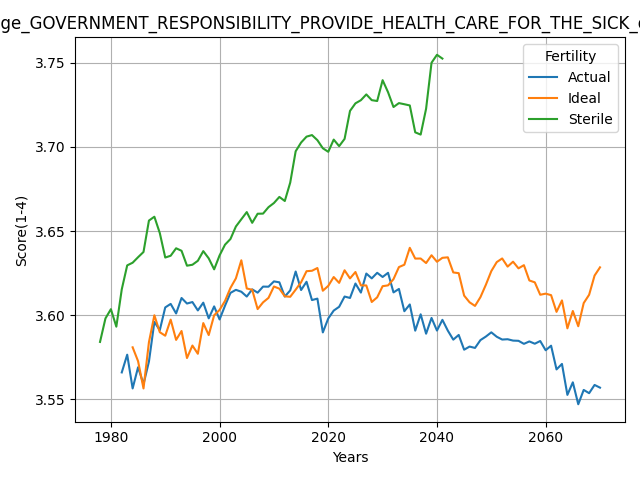 ge_GOVERNMENT_RESPONSIBILITY_PROVIDE_HEALTH_CARE_FOR_THE_SICK_
Fertility
Actual
Ideal
Sterile
Score(1-4)
3.75
3.70
3.65
3.60
3.55
1980 2000 2020 2040 2060
Years